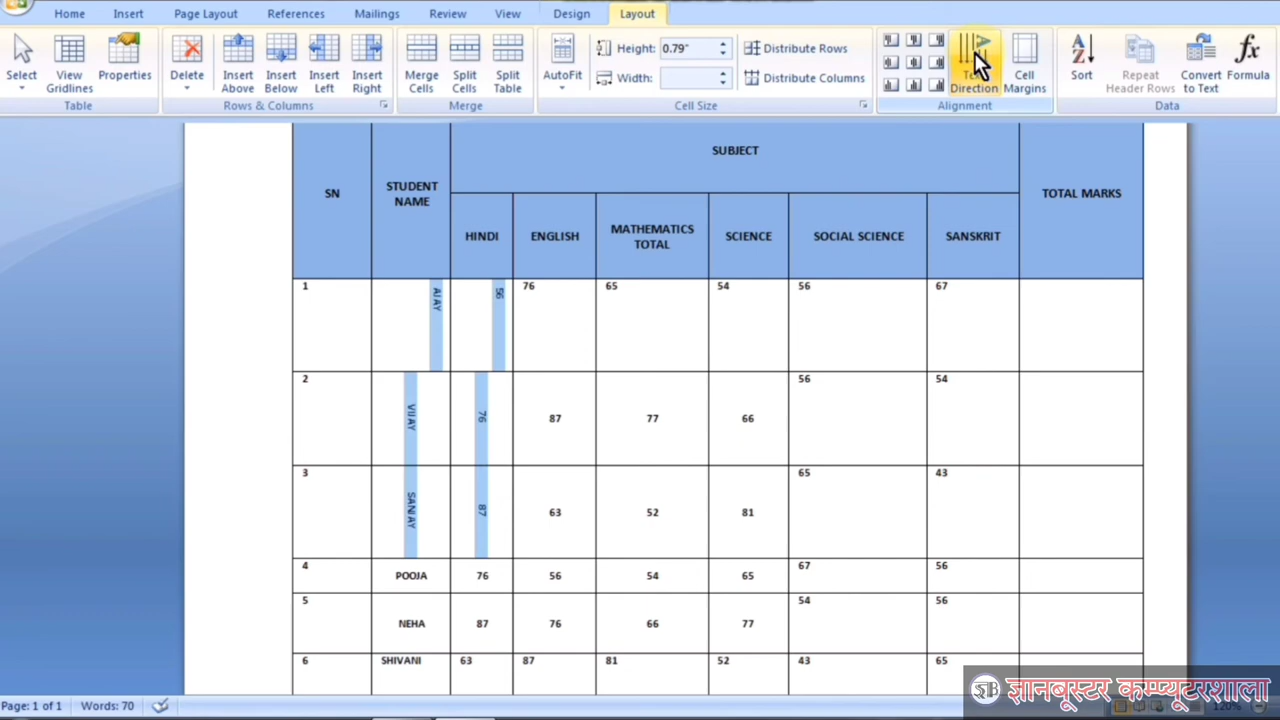 Home Insert Page Layout References Mailings Review View Design Layout
Select View Gridlines Properties Delete Insert Above Insert Below Insert Left Insert Right Merge Cells Split Cells Split Table AutoFit Height: 0.79" Width: Distribute Rows Distribute Columns Text Direction Cell Margins Sort Repeat Header Rows Convert to Text Formula
Table Rows & Columns Merge Cell Size Alignment Data
SUBJECT
SN STUDENT NAME TOTAL MARKS
HINDI ENGLISH MATHEMATICS TOTAL SCIENCE SOCIAL SCIENCE SANSKRIT
1 AJAY 56 76 65 54 56 67
2 VIJAY 76 87 77 66 56 54
3 SANJAY 87 63 52 81 65 43
4 POOJA 76 56 54 65 67 56
5 NEHA 87 76 66 77 54 56
6 SHIVANI 63 87 81 52 43 65
ज्ञानबूस्टर कम्प्यूटरशाला
Page: 1 of 1 Words: 70 120%